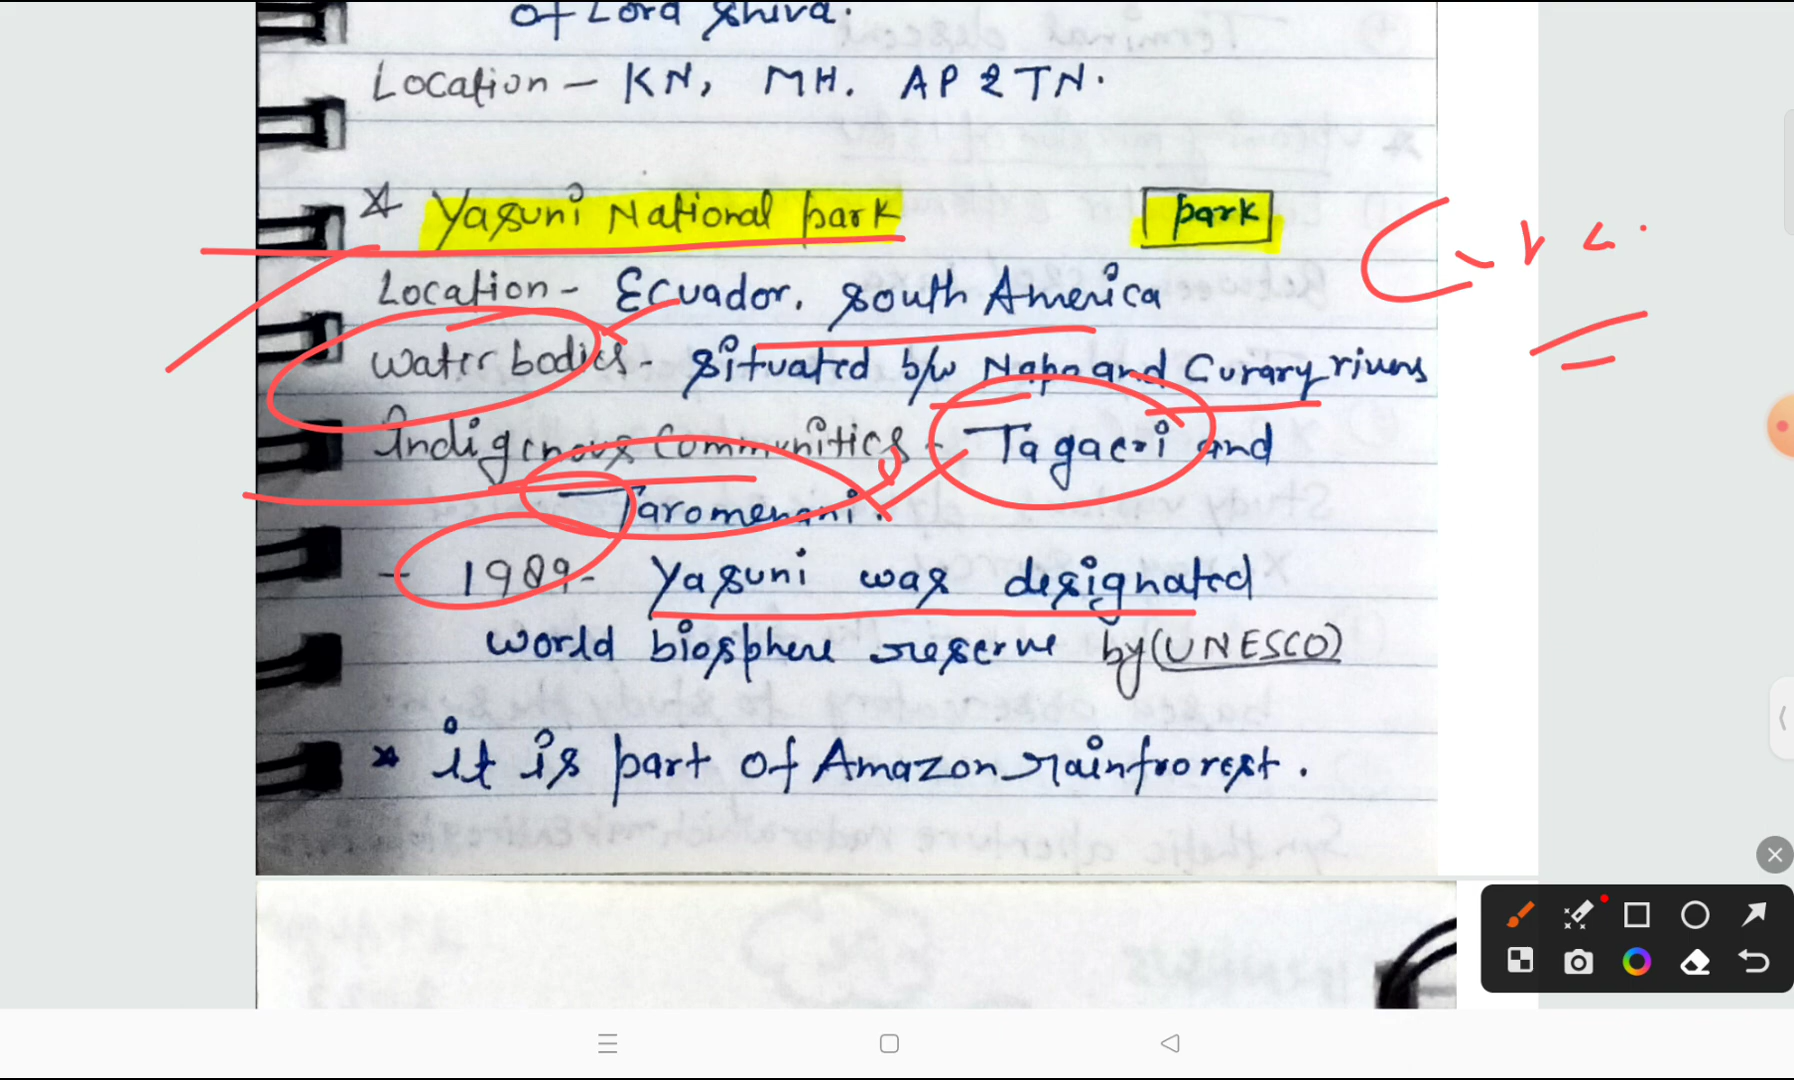 of Lord Shiva.
Location - KN, MH. AP & TN.
* Yasuni National park park
Location - Ecuador. south America
water bodies - situated b/w Napo and Curary rivers
Indigenous Communities - Tagaeri and
Taromenani.
- 1989 - Yasuni was designated
world biosphere reserve by (UNESCO)
* it is part of Amazon rainfrorest.